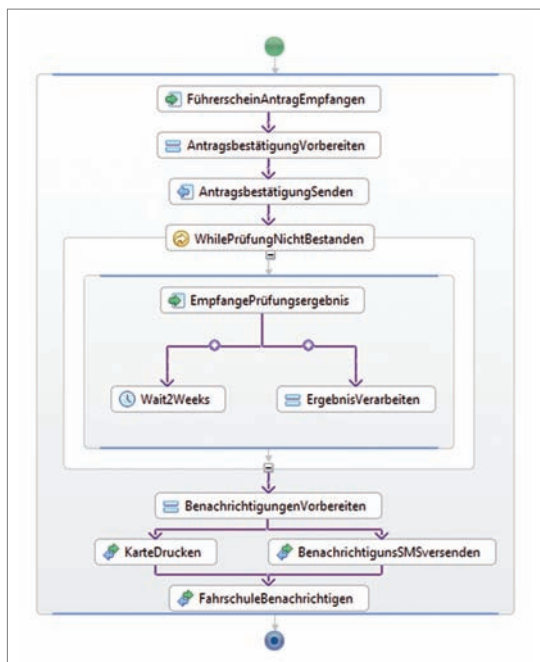 FührerscheinAntragEmpfangen
AntragsbestätigungVorbereiten
AntragsbestätigungSenden
WhilePrüfungNichtBestanden
EmpfangePrüfungsergebnis
Wait2Weeks
ErgebnisVerarbeiten
BenachrichtigungenVorbereiten
KarteDrucken
BenachrichtigunsSMSversenden
FahrschuleBenachrichtigen